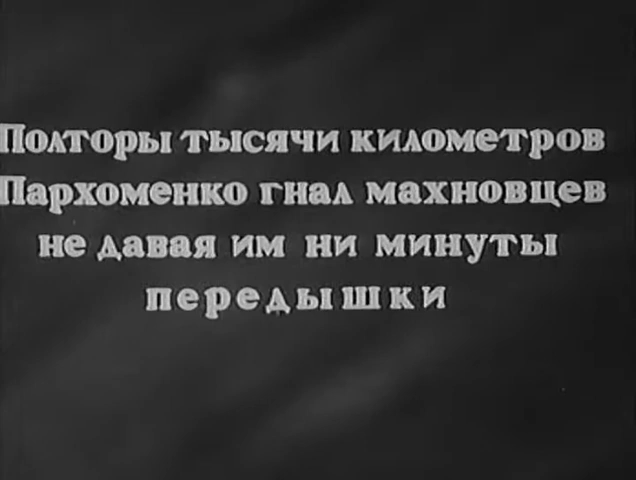 Полторы тысячи километров
Пархоменко гнал махновцев
не давая им ни минуты
передышки